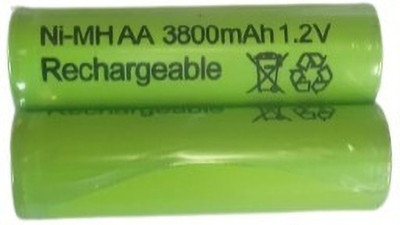 Ni-MH AA 3800mAh 1.2V
Rechargeable